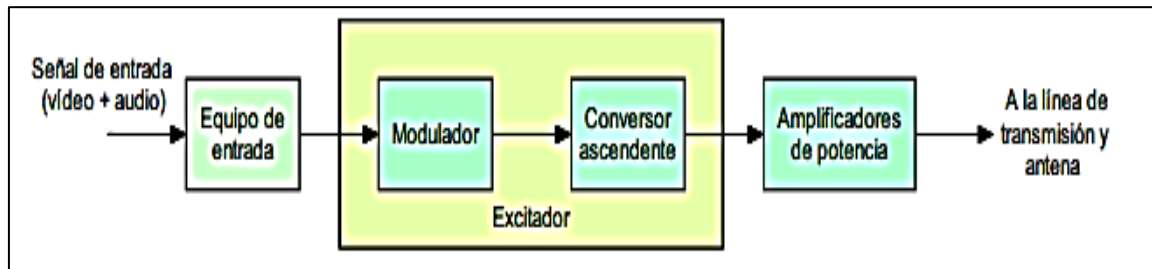 Señal de entrada
(vídeo + audio)
Equipo de
entrada
Modulador
Conversor
ascendente
Excitador
Amplificadores
de potencia
A la línea de
transmisión y
antena